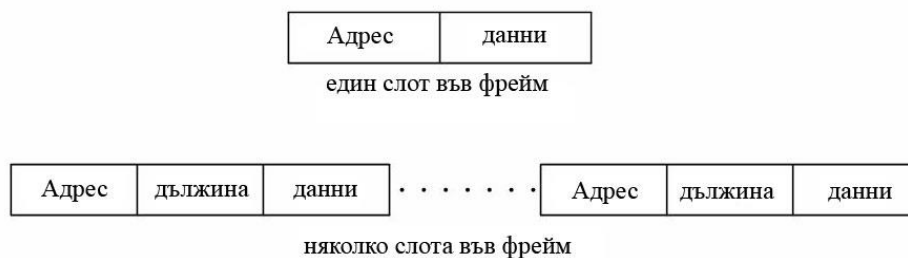 Адрес данни
един слот във фрейм
Адрес дължина данни . . . . . . . Адрес дължина данни
няколко слота във фрейм